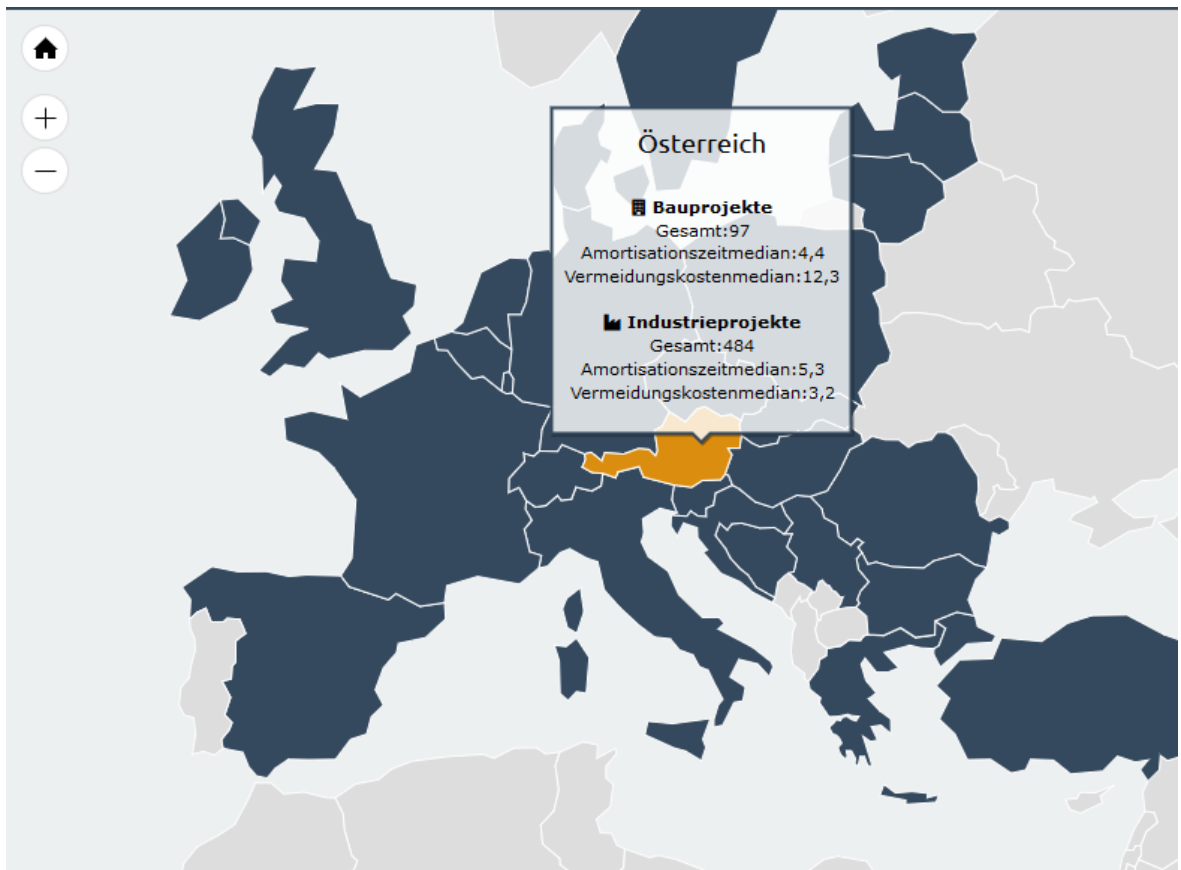 Österreich
Bauprojekte
Gesamt:97
Amortisationszeitmedian:4,4
Vermeidungskostenmedian:12,3
Industrieprojekte
Gesamt:484
Amortisationszeitmedian:5,3
Vermeidungskostenmedian:3,2